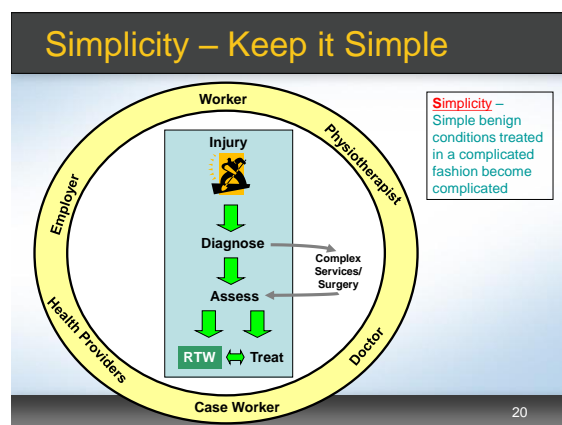 Simplicity – Keep it Simple
Worker
Physiotherapist
Employer
Injury
Diagnose
Complex
Services/
Surgery
Assess
RTW
Treat
Health Providers
Doctor
Case Worker
Simplicity –
Simple benign
conditions treated
in a complicated
fashion become
complicated
20